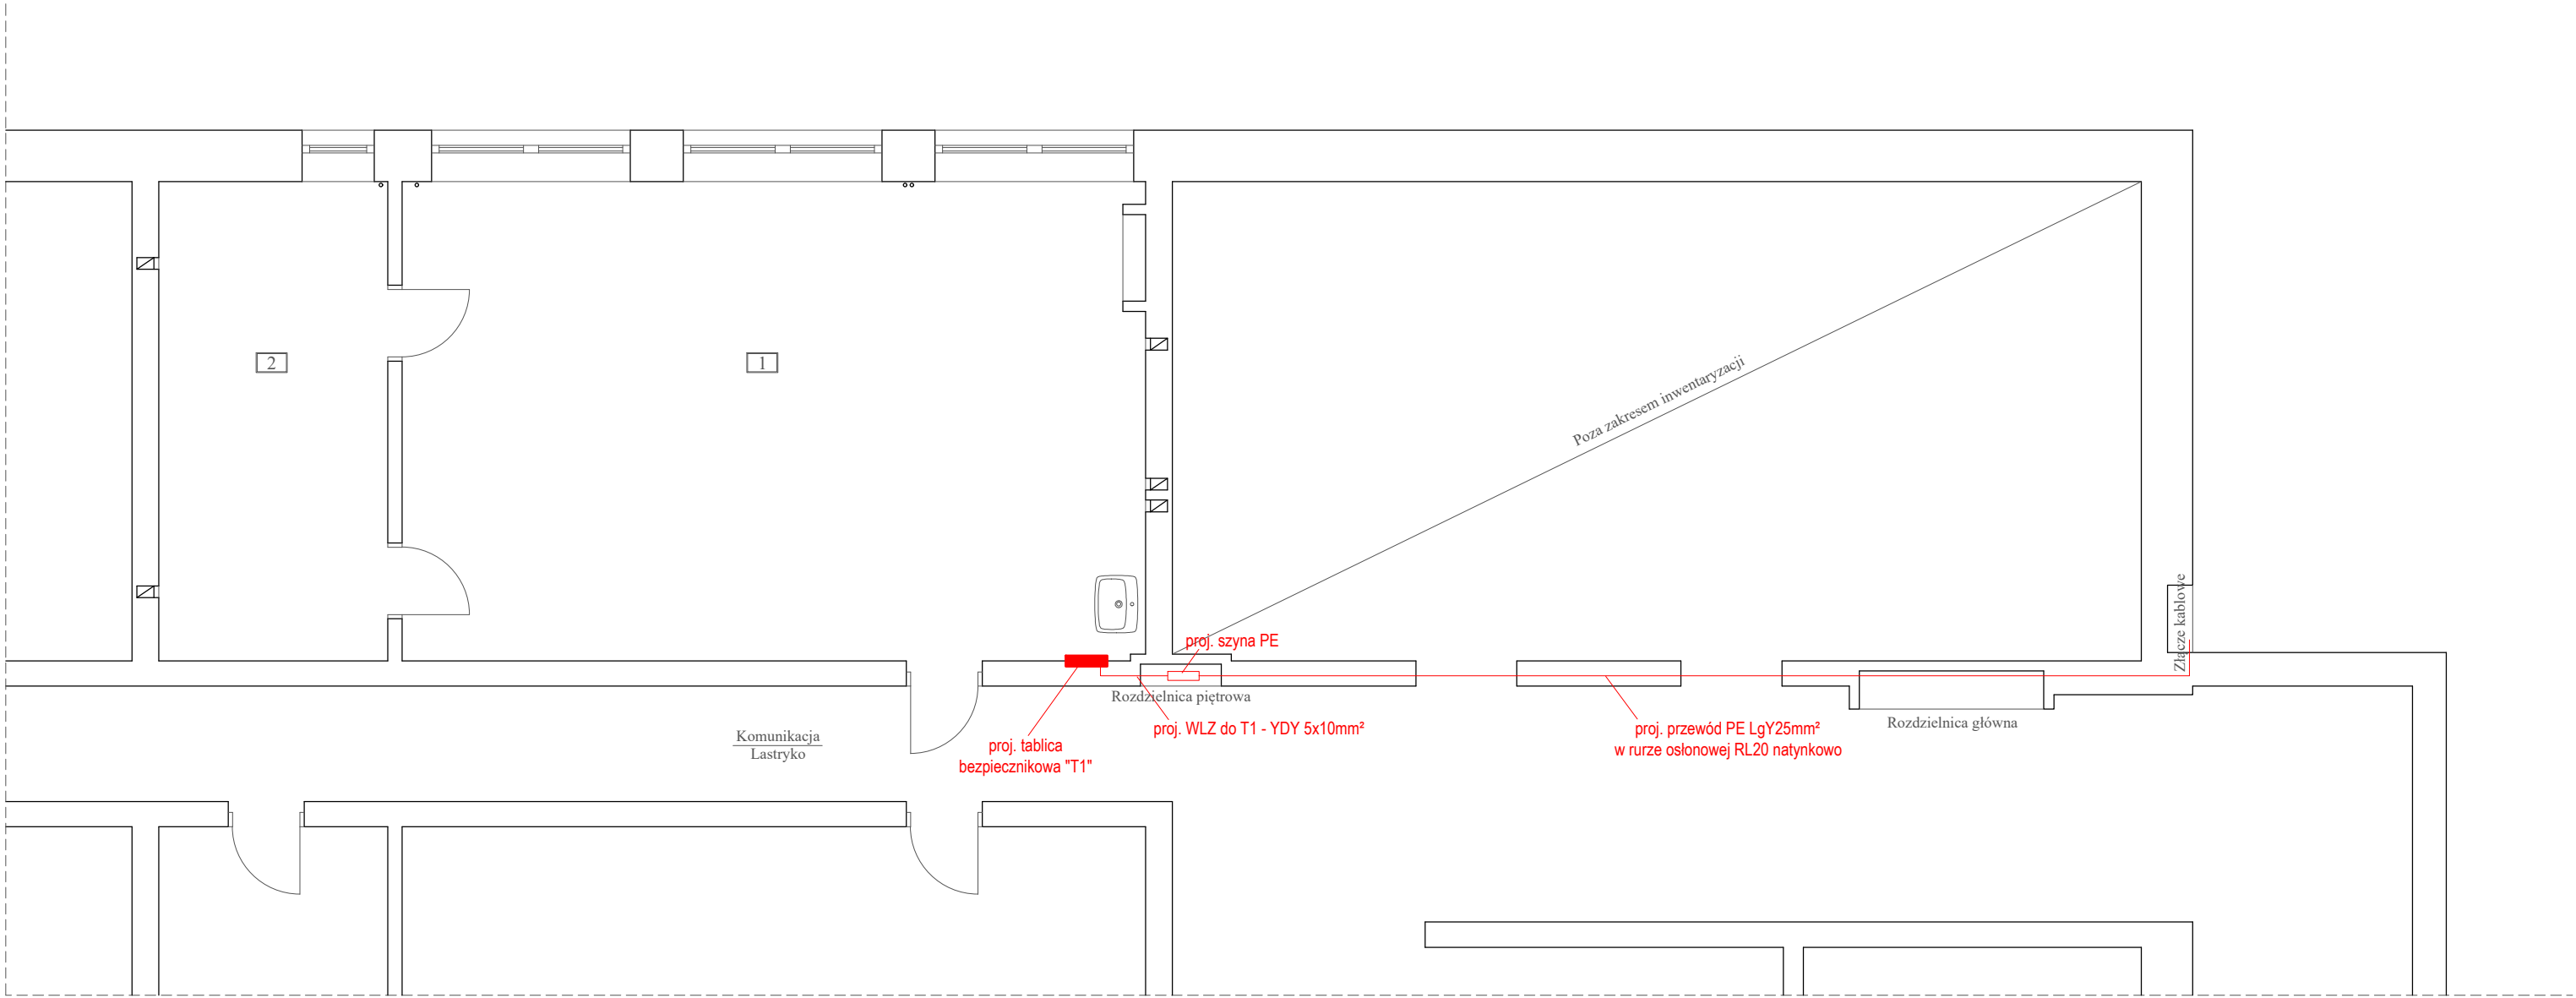 2
1
Poza zakresem inwentaryzacji
Złącze kablowe
proj. szyna PE
Rozdzielnica piętrowa
proj. WLZ do T1 - YDY 5x10mm²
proj. tablica
bezpiecznikowa "T1"
Komunikacja
Lastryko
Rozdzielnica główna
proj. przewód PE LgY25mm²
w rurze osłonowej RL20 natynkowo